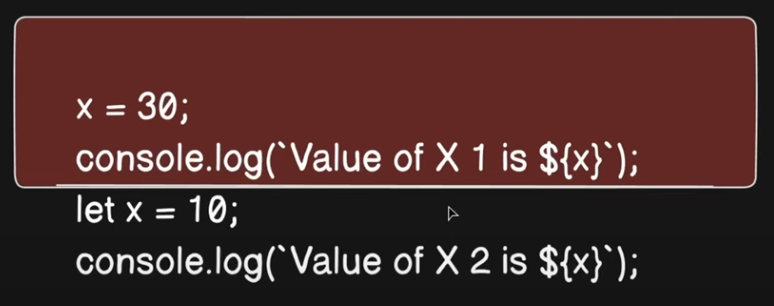 x = 30;
console.log(`Value of X 1 is ${x}`);
let x = 10;
console.log(`Value of X 2 is ${x}`);